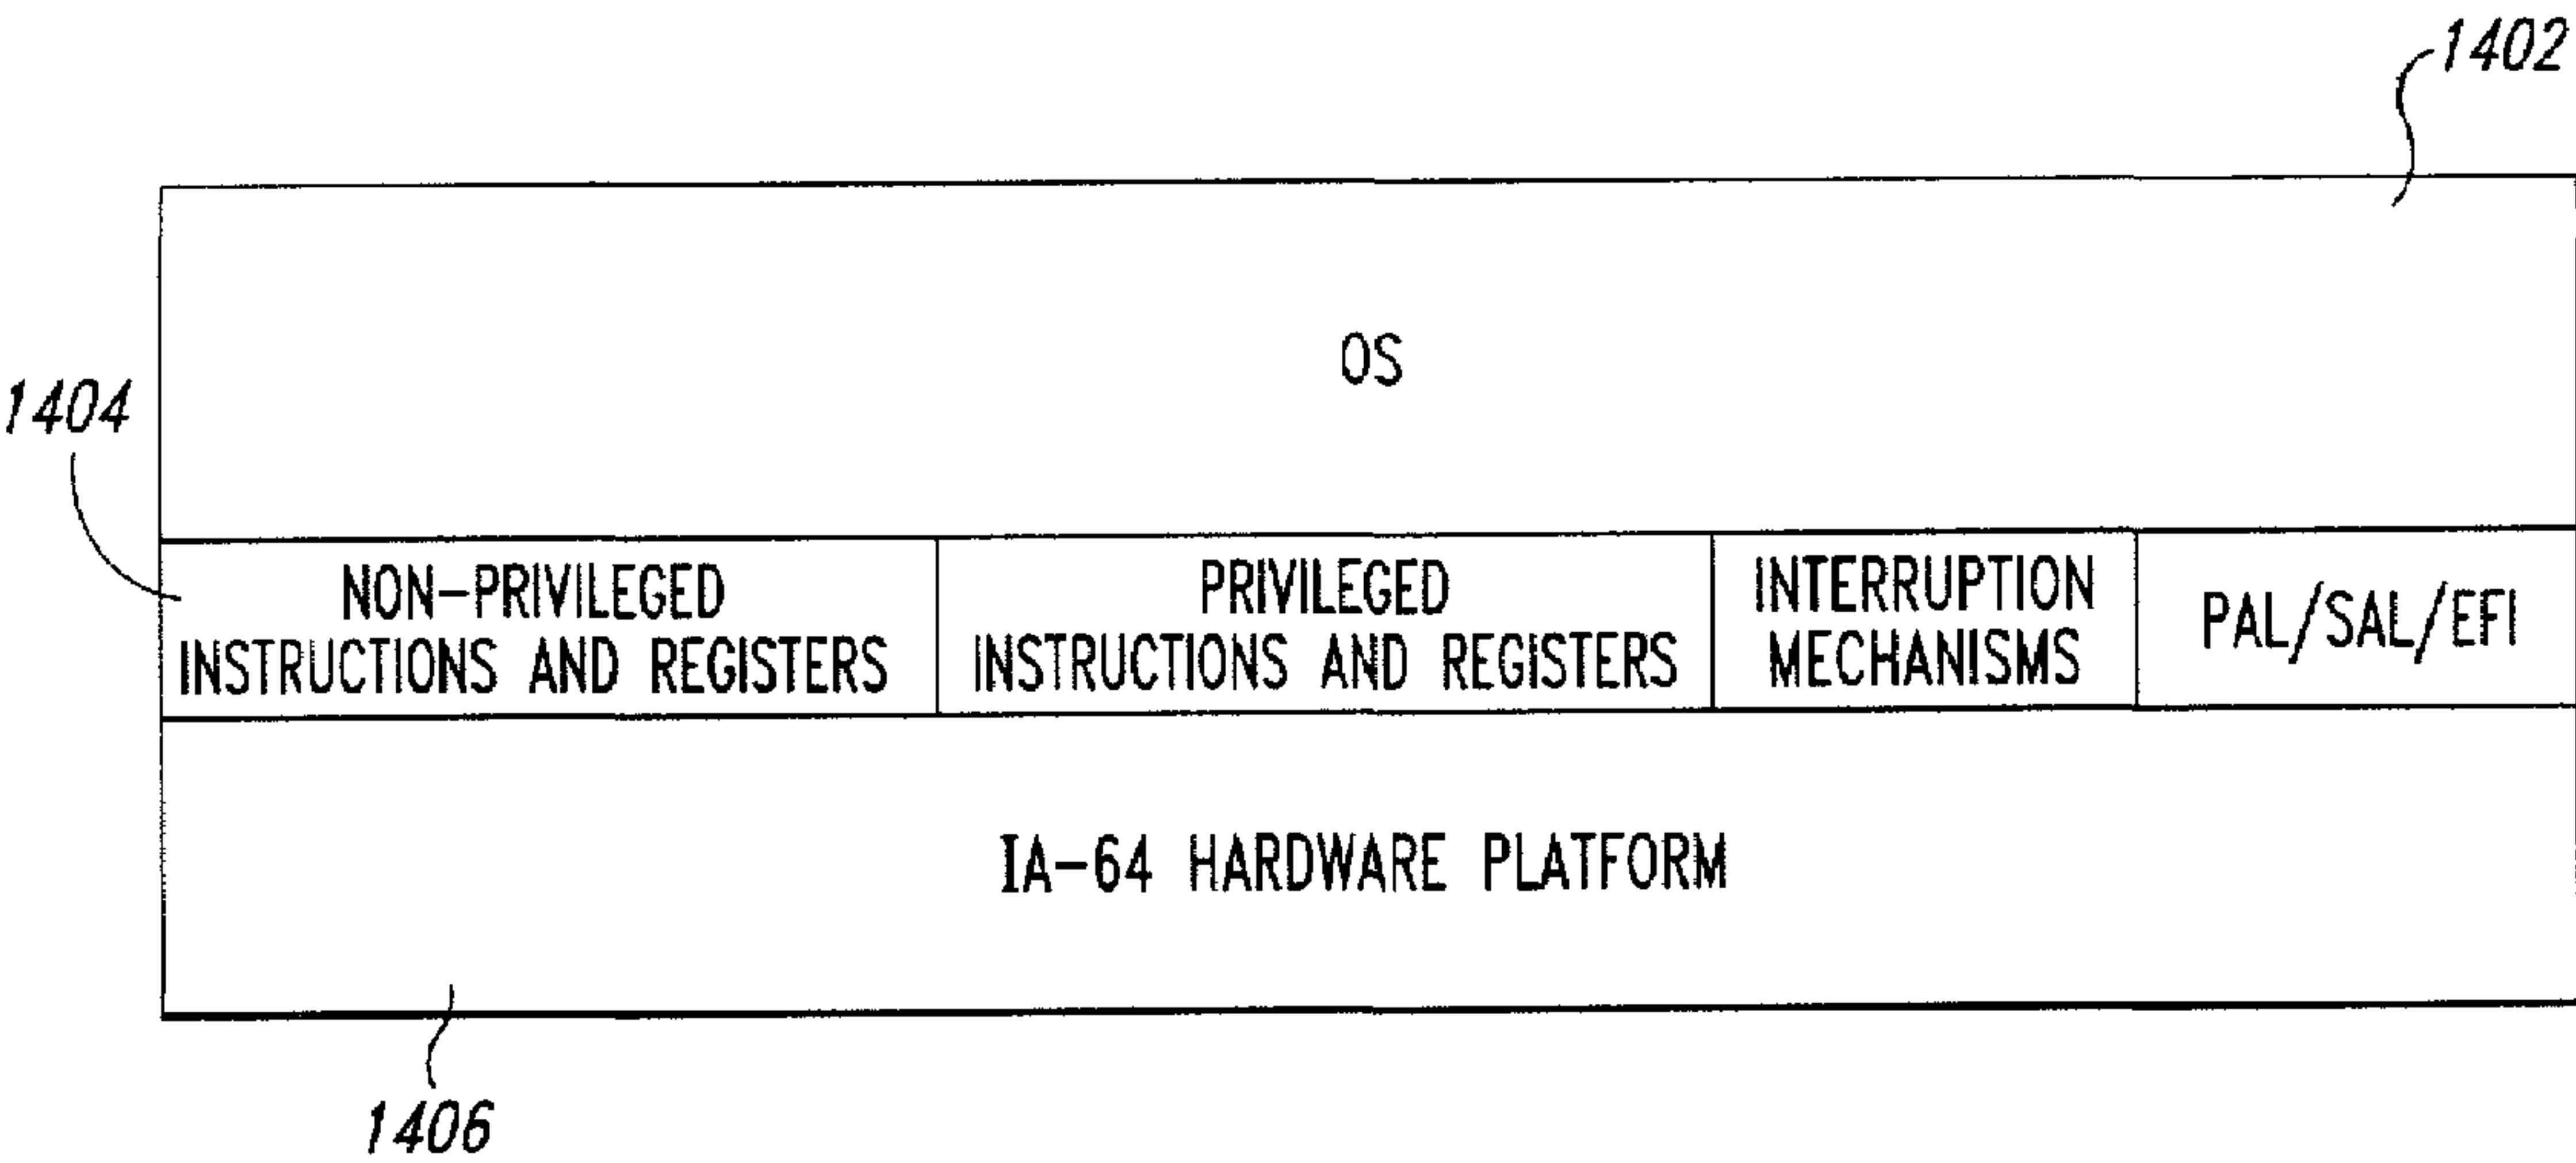 1402
OS
1404
NON-PRIVILEGED
INSTRUCTIONS AND REGISTERS
PRIVILEGED
INSTRUCTIONS AND REGISTERS
INTERRUPTION
MECHANISMS
PAL/SAL/EFI
IA-64 HARDWARE PLATFORM
1406